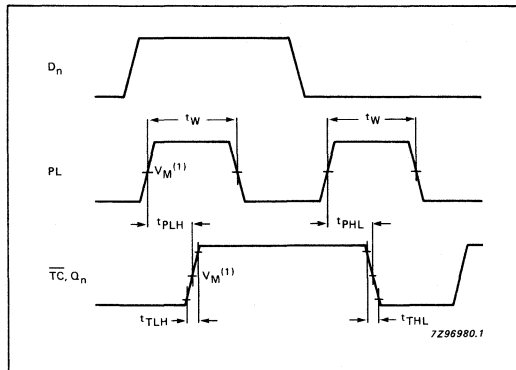 Dn
tW tW
PL
VM(1)
tPLH tPHL
TC, Qn
VM(1)
tTLH tTHL
7Z96980.1